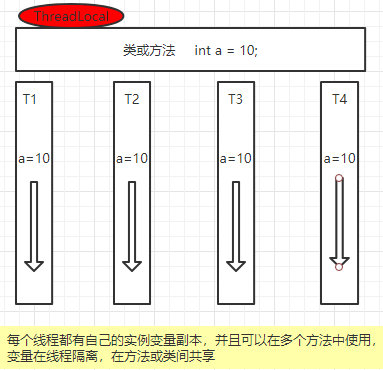 ThreadLocal
类或方法 int a = 10;
T1 T2 T3 T4
a=10 a=10 a=10 a=10
每个线程都有自己的实例变量副本，并且可以在多个方法中使用，
变量在线程隔离，在方法或类间共享